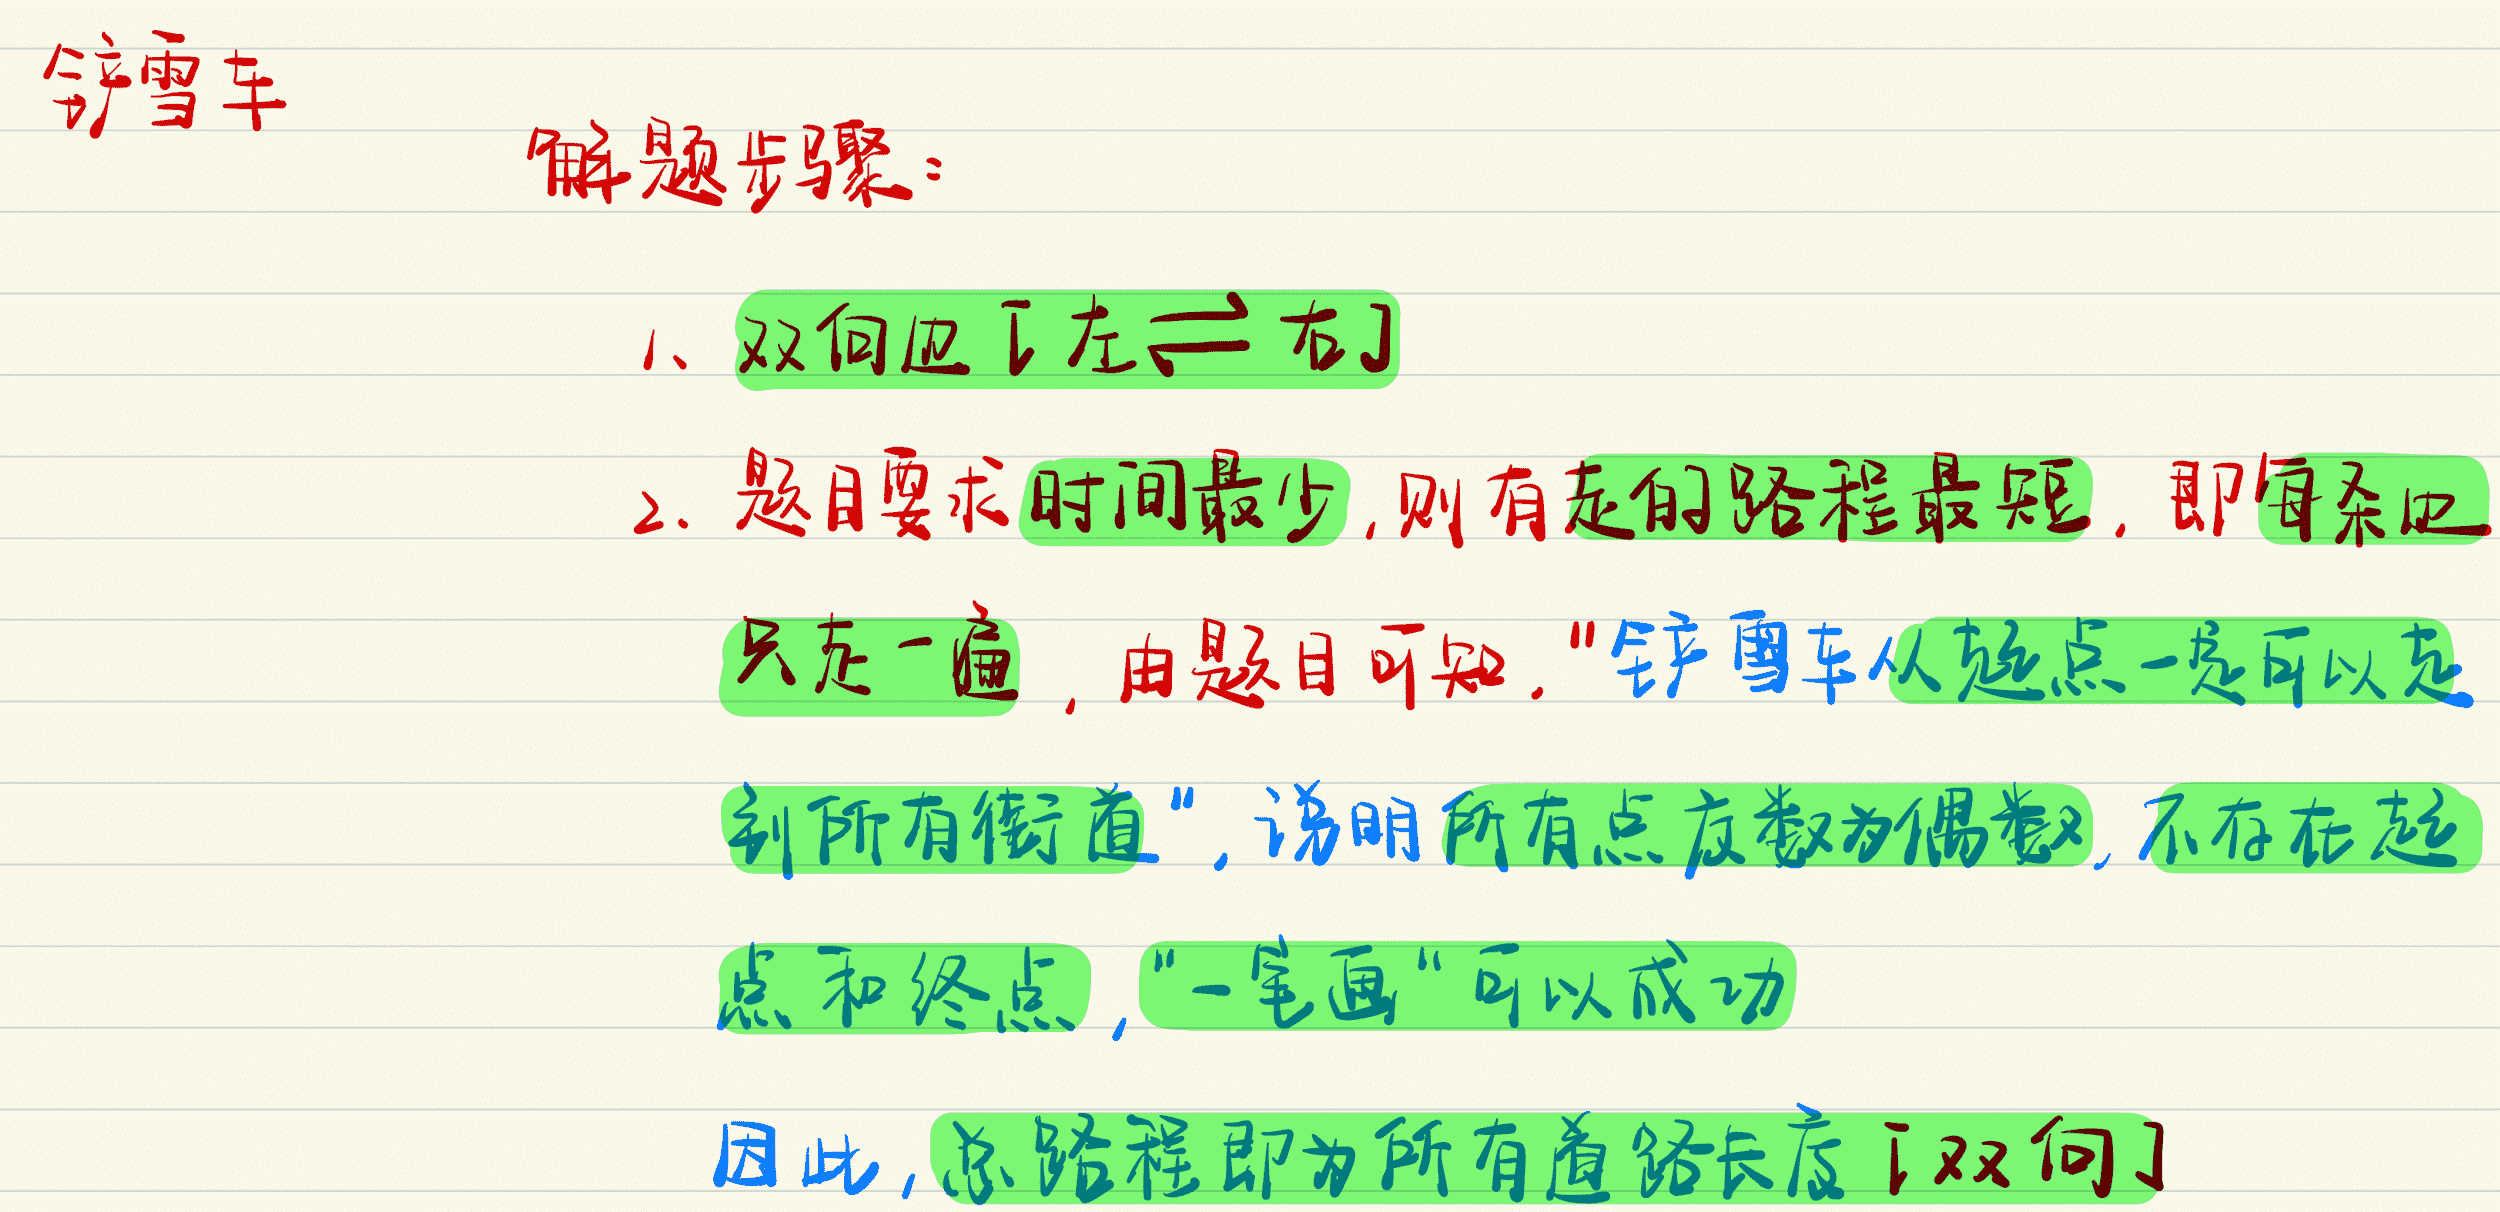 铲雪车
解题步骤:
1、双向边「左⇌右」
2. 题目要求时间最少,则有走的路程最短,即每条边
只走一遍,由题目可知,"铲雪车从起点一定可以走
到所有街道",说明所有点度数为偶数,不存在起
点和终点,"一笔画"可以成功
因此,总路程即为所有道路长度「双向」